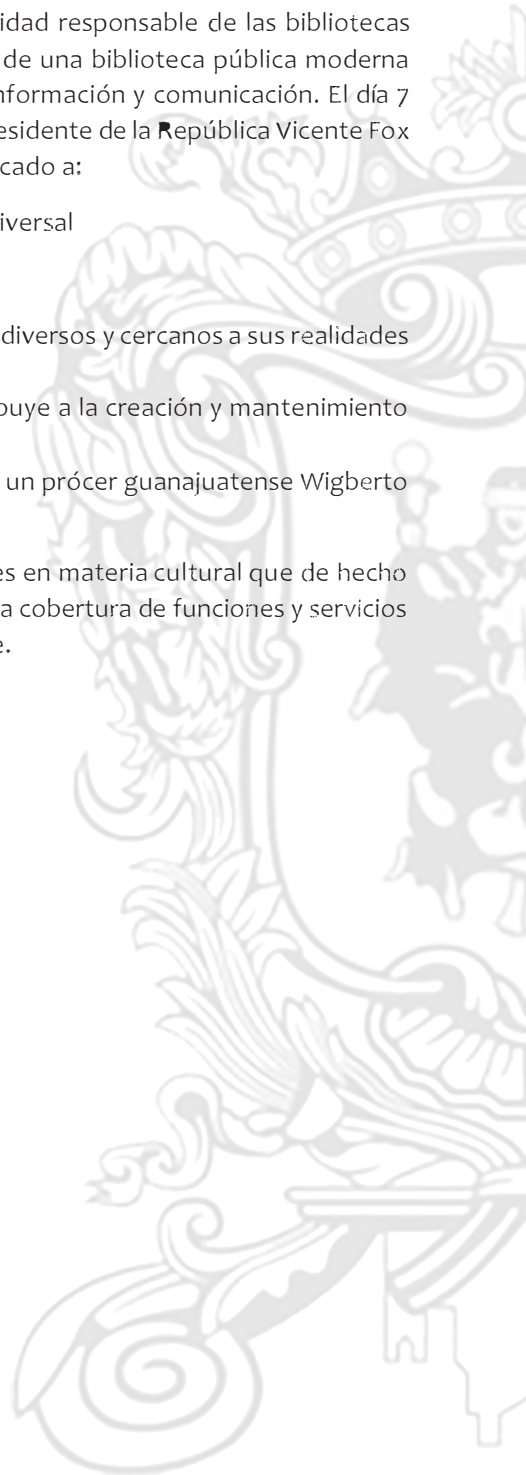 idad responsable de las bibliotecas
de una biblioteca pública moderna
nformación y comunicación. El día 7
esidente de la República Vicente Fox
cado a:
iversal
diversos y cercanos a sus realidades
buye a la creación y mantenimiento
un prócer guanajuatense Wigberto
es en materia cultural que de hecho
a cobertura de funciones y servicios
e.